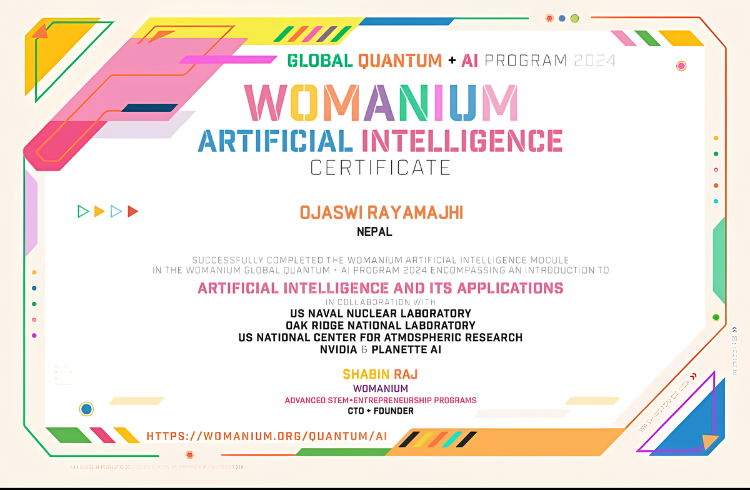 GLOBAL QUANTUM + AI PROGRAM 2024
WOMANIUM
ARTIFICIAL INTELLIGENCE
CERTIFICATE
OJASWI RAYAMAJHI
NEPAL
SUCCESSFULLY COMPLETED THE WOMANIUM ARTIFICIAL INTELLIGENCE MODULE
IN THE WOMANIUM GLOBAL QUANTUM + AI PROGRAM 2024 ENCOMPASSING AN INTRODUCTION TO
ARTIFICIAL INTELLIGENCE AND ITS APPLICATIONS
IN COLLABORATION WITH
US NAVAL NUCLEAR LABORATORY
OAK RIDGE NATIONAL LABORATORY
US NATIONAL CENTER FOR ATMOSPHERIC RESEARCH
NVIDIA & PLANETTE AI
SHABIN RAJ
WOMANIUM
ADVANCED STEM+ENTREPRENEURSHIP PROGRAMS
CTO + FOUNDER
WASHINGTON DC USA
HTTPS://WOMANIUM.ORG/QUANTUM/AI